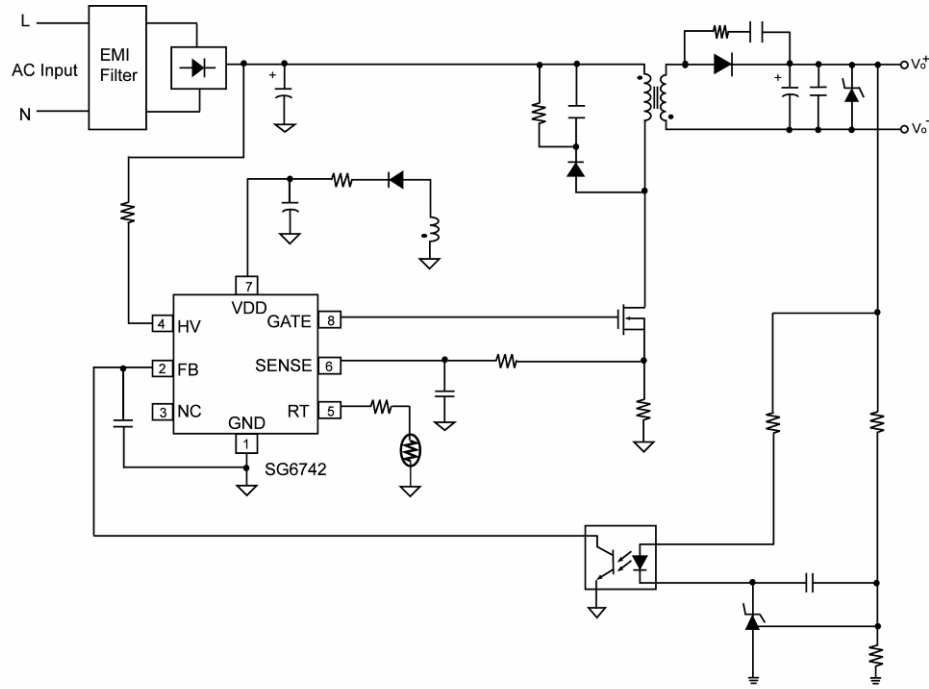 L
EMI
Filter
AC Input
N
+
+
Vo+
Vo-
7
VDD
4
HV
GATE
8
2
FB
SENSE
6
3
NC
RT
5
GND
1
SG6742